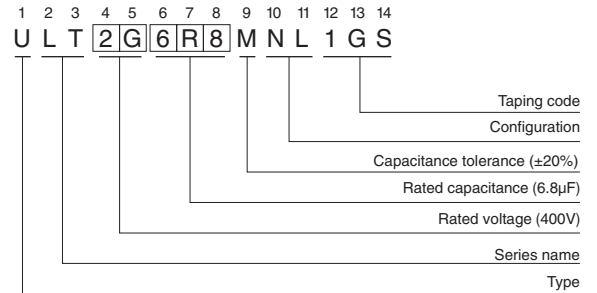 1 2 3 4 5 6 7 8 9 10 11 12 13 14
U L T 2 G 6 R 8 M N L 1 G S
Taping code
Configuration
Capacitance tolerance (±20%)
Rated capacitance (6.8µF)
Rated voltage (400V)
Series name
Type